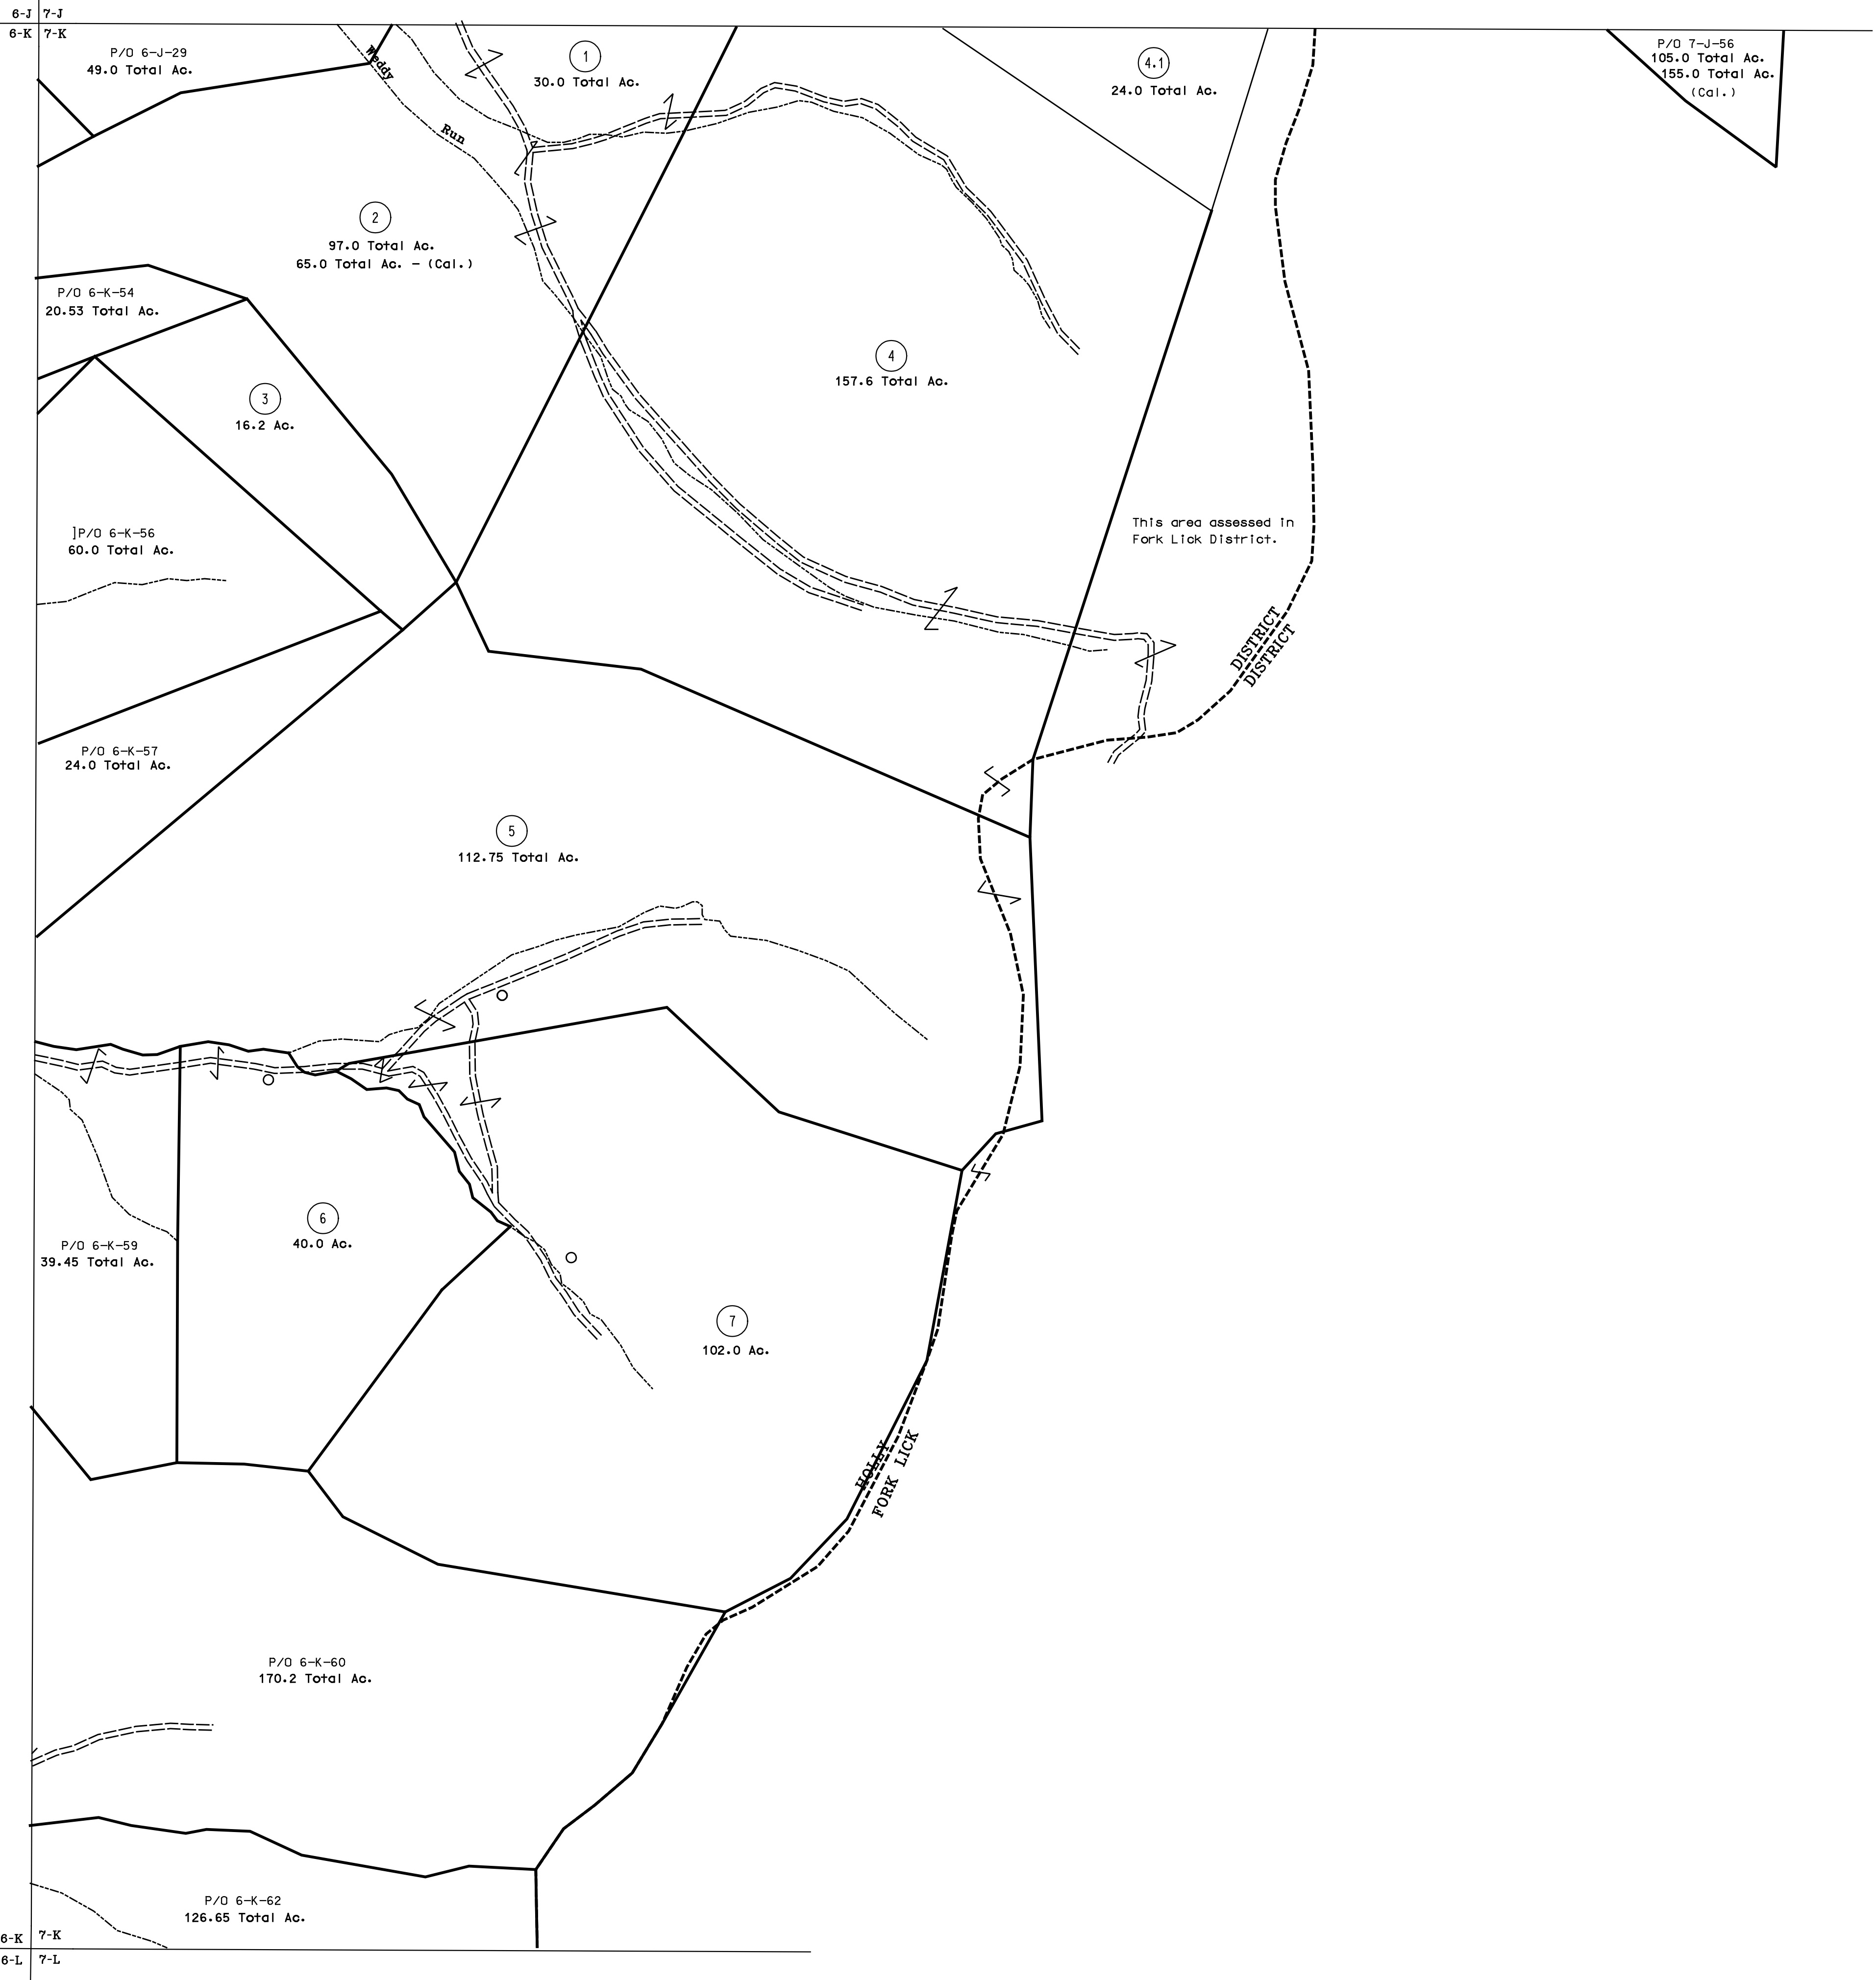 6-J 7-J
6-K 7-K
P/O 6-J-29
49.0 Total Ac.
Weddy
Run
1
30.0 Total Ac.
4.1
24.0 Total Ac.
P/O 7-J-56
105.0 Total Ac.
155.0 Total Ac.
(Cal.)
2
97.0 Total Ac.
65.0 Total Ac. - (Cal.)
P/O 6-K-54
20.53 Total Ac.
3
16.2 Ac.
4
157.6 Total Ac.
]P/O 6-K-56
60.0 Total Ac.
This area assessed in
Fork Lick District.
DISTRICT
DISTRICT
P/O 6-K-57
24.0 Total Ac.
5
112.75 Total Ac.
P/O 6-K-59
39.45 Total Ac.
6
40.0 Ac.
7
102.0 Ac.
HOLLY
FORK LICK
P/O 6-K-60
170.2 Total Ac.
P/O 6-K-62
126.65 Total Ac.
6-K 7-K
6-L 7-L